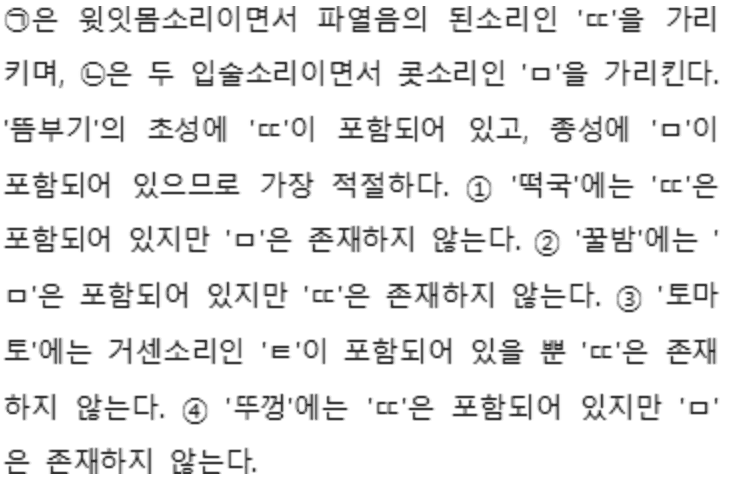 ㉠은 윗잇몸소리이면서 파열음의 된소리인 'ㄸ'을 가리
키며, ㉡은 두 입술소리이면서 콧소리인 'ㅁ'을 가리킨다.
'뜸부기'의 초성에 'ㄸ'이 포함되어 있고, 종성에 'ㅁ'이
포함되어 있으므로 가장 적절하다. ① '떡국'에는 'ㄸ'은
포함되어 있지만 'ㅁ'은 존재하지 않는다. ② '꿀밤'에는 '
ㅁ'은 포함되어 있지만 'ㄸ'은 존재하지 않는다. ③ '토마
토'에는 거센소리인 'ㅌ'이 포함되어 있을 뿐 'ㄸ'은 존재
하지 않는다. ④ '뚜껑'에는 'ㄸ'은 포함되어 있지만 'ㅁ'
은 존재하지 않는다.